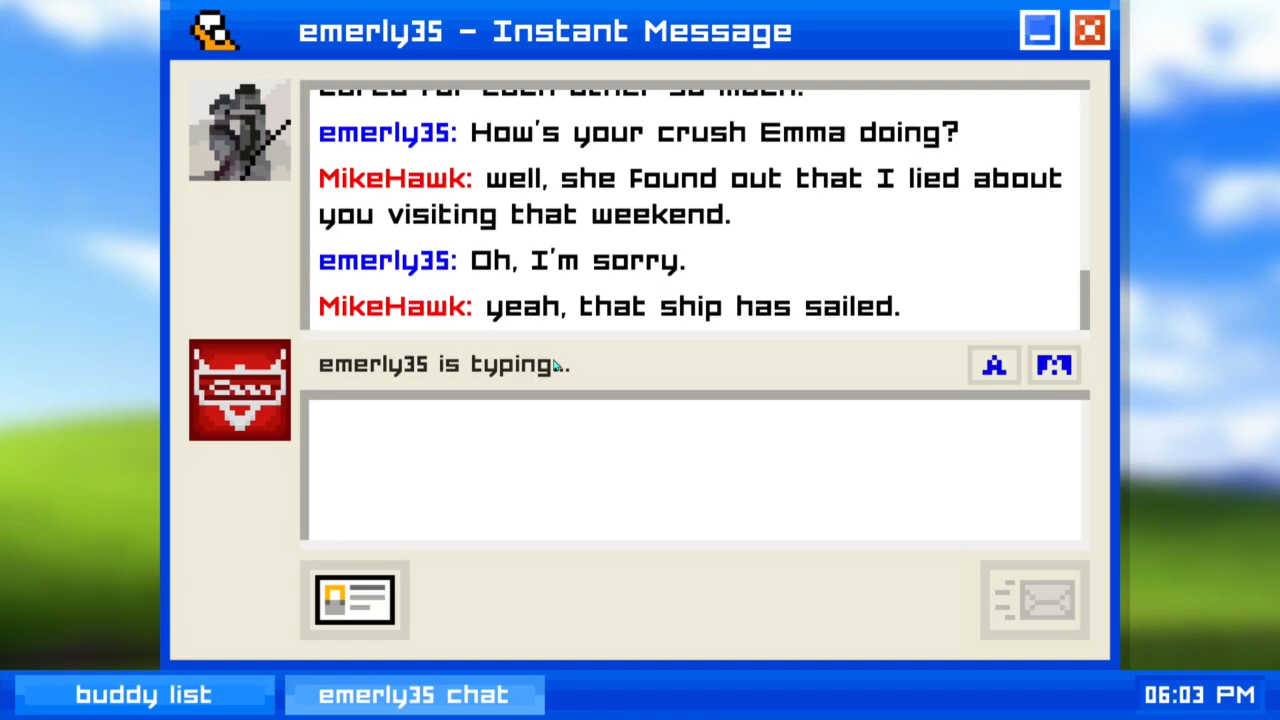 emerly35 - Instant Message
emerly35: How's your crush Emma doing?
MikeHawk: well, she found out that I lied about
you visiting that weekend.
emerly35: Oh, I'm sorry.
MikeHawk: yeah, that ship has sailed.
emerly35 is typing...
A
buddy list
emerly35 chat
06:03 PM